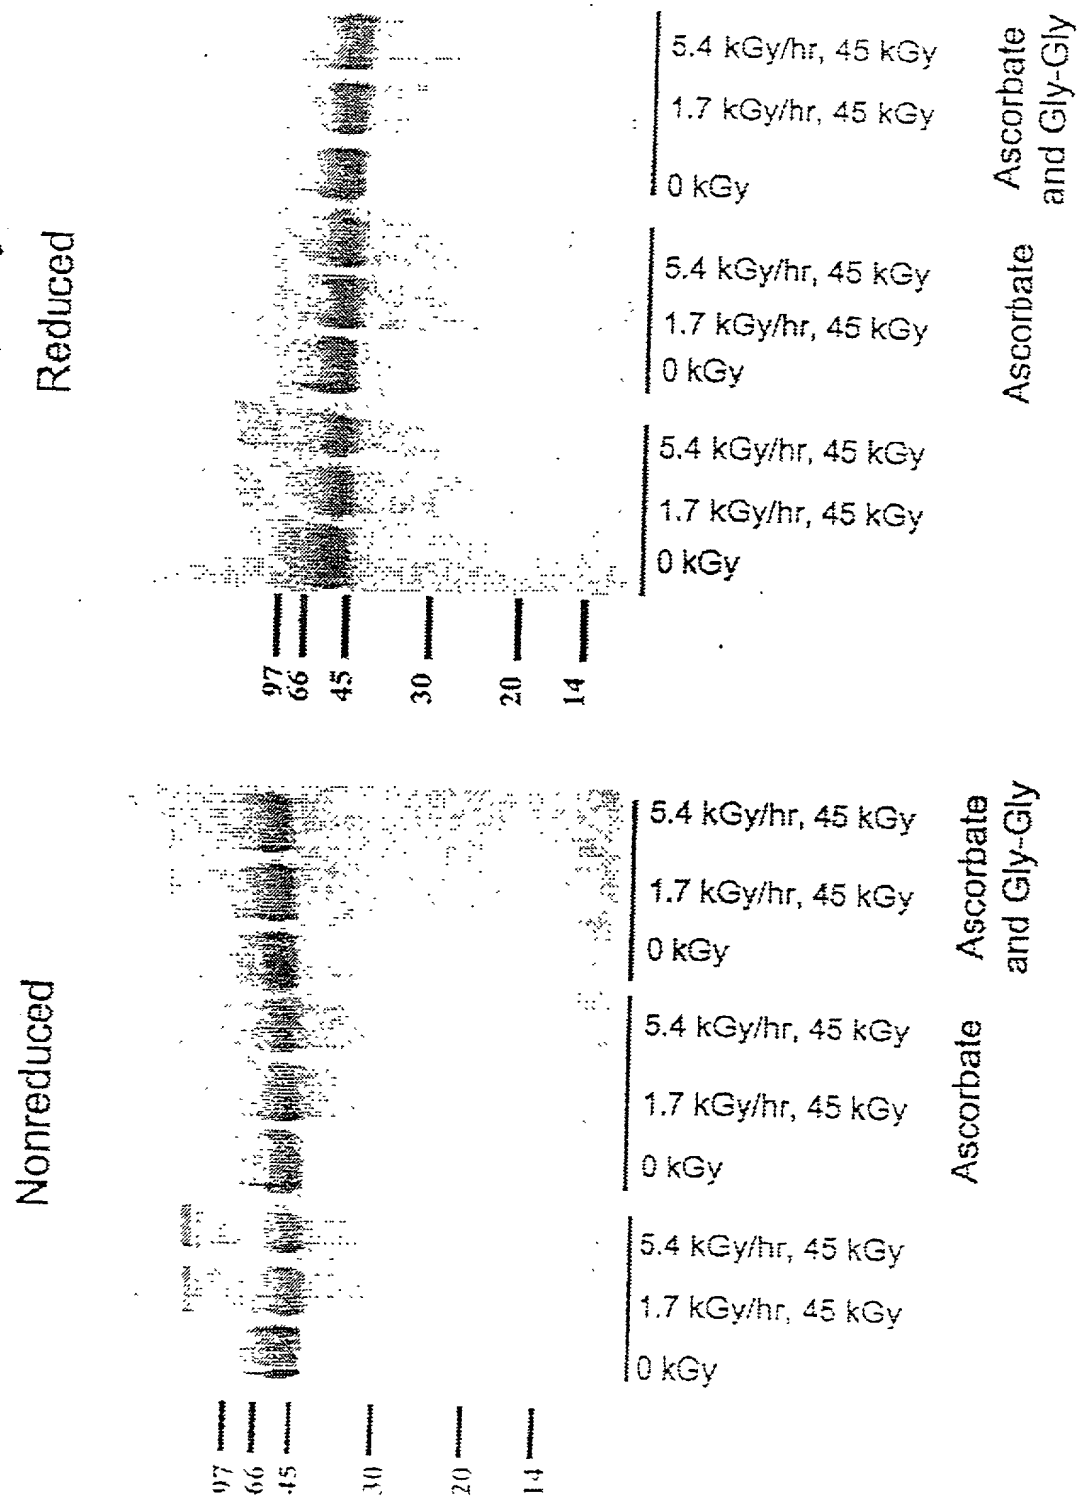 Reduced
97
66
45
30
20
14
0 kGy
1.7 kGy/hr, 45 kGy
5.4 kGy/hr, 45 kGy
0 kGy
1.7 kGy/hr, 45 kGy
5.4 kGy/hr, 45 kGy
Ascorbate
0 kGy
1.7 kGy/hr, 45 kGy
5.4 kGy/hr, 45 kGy
Ascorbate
and Gly-Gly
Nonreduced
97
66
45
30
20
14
0 kGy
1.7 kGy/hr, 45 kGy
5.4 kGy/hr, 45 kGy
0 kGy
1.7 kGy/hr, 45 kGy
5.4 kGy/hr, 45 kGy
Ascorbate
0 kGy
1.7 kGy/hr, 45 kGy
5.4 kGy/hr, 45 kGy
Ascorbate
and Gly-Gly